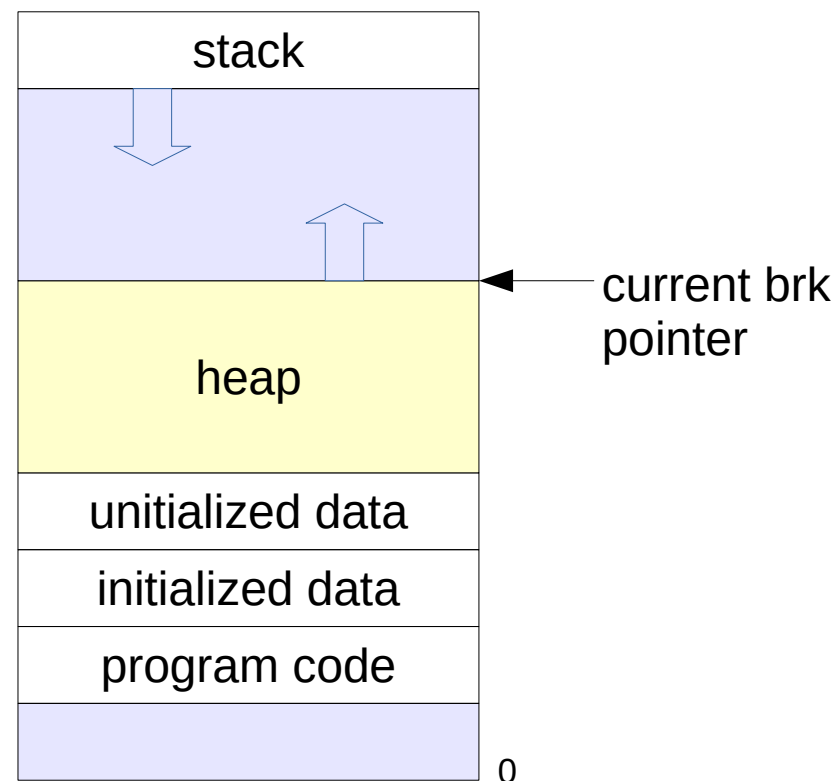 stack
current brk
pointer
heap
unitialized data
initialized data
program code
0